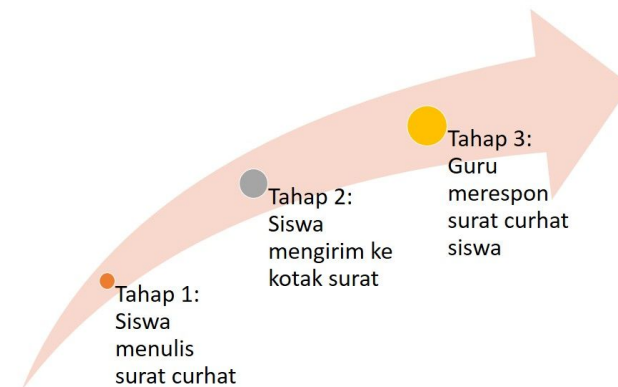 Tahap 1:
Siswa
menulis
surat curhat
Tahap 2:
Siswa
mengirim ke
kotak surat
Tahap 3:
Guru
merespon
surat curhat
siswa